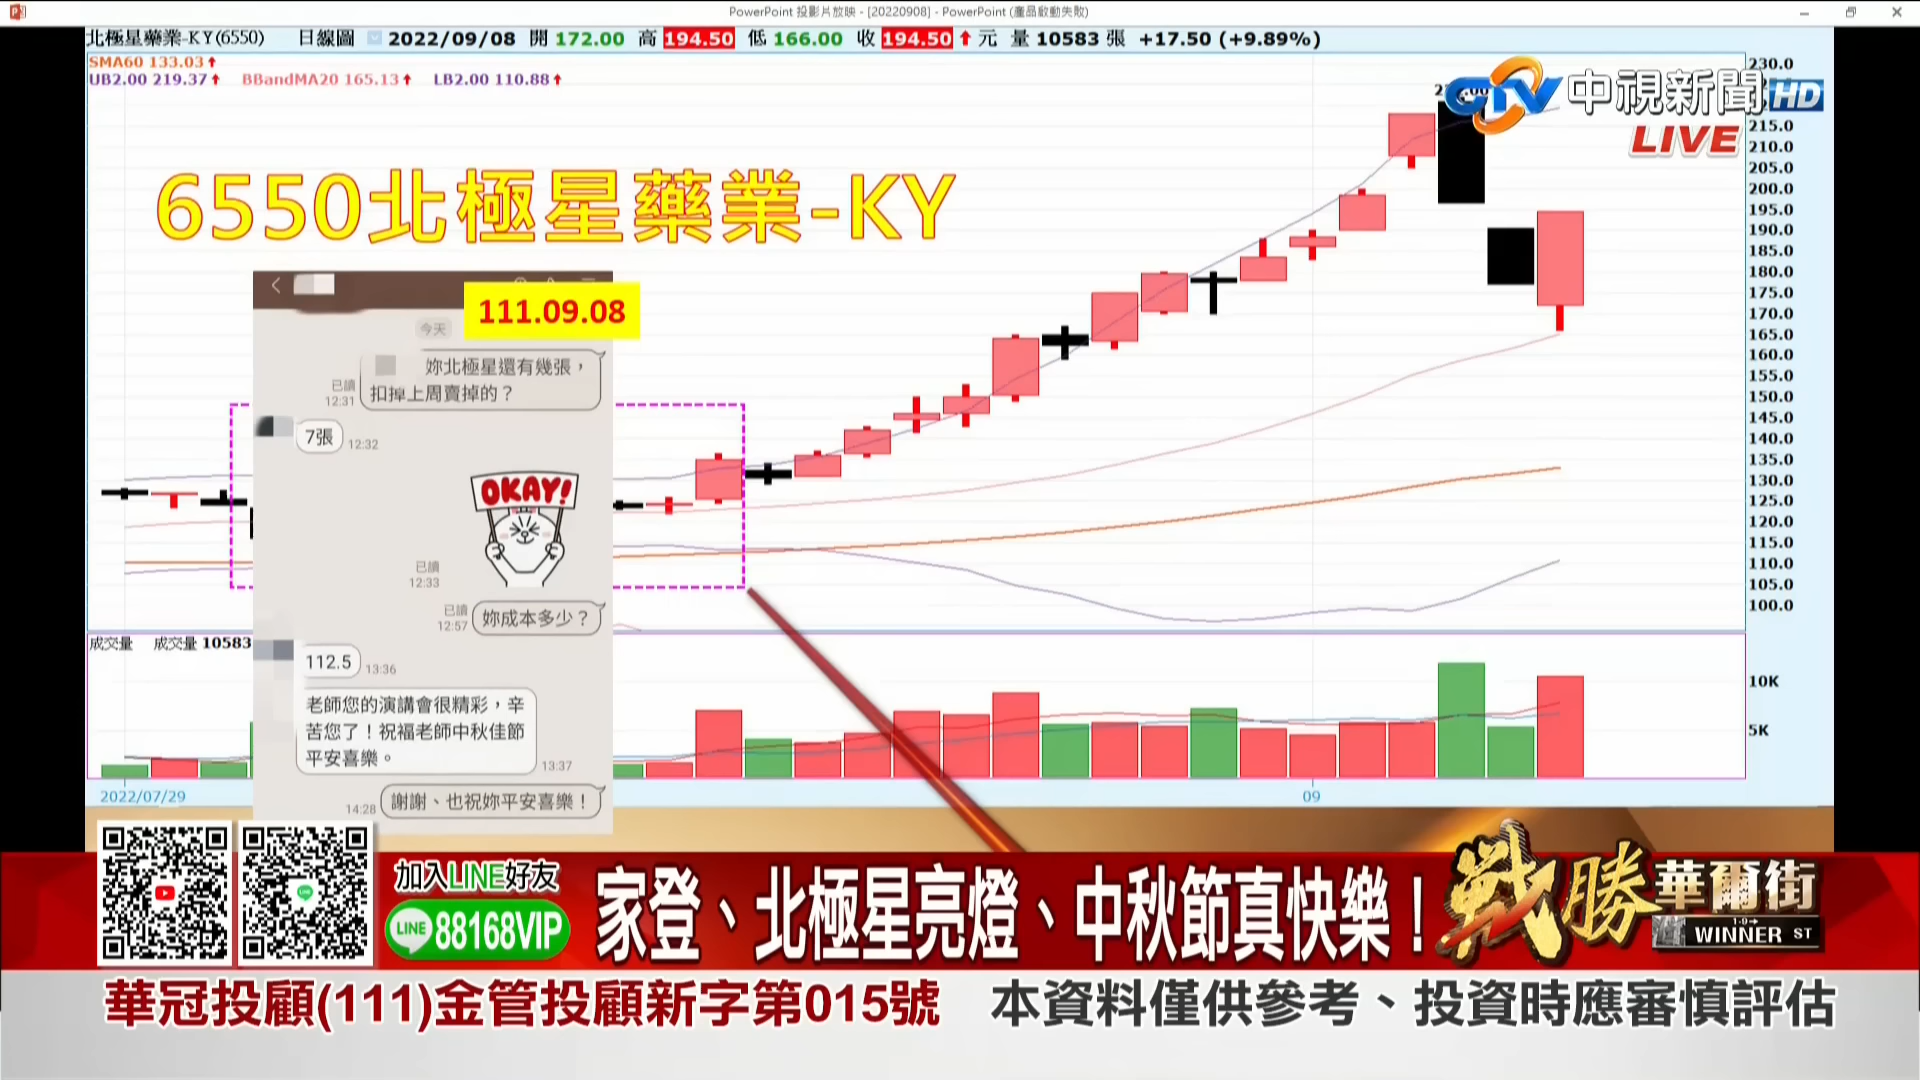 PowerPoint 投影片放映 - [20220908] - PowerPoint (產品啟動失敗)
北極星藥業-KY(6550) 日線圖 2022/09/08 開 172.00 高 194.50 低 166.00 收 194.50 元 量 10583 張 +17.50 (+9.89%)
SMA60 133.03
UB2.00 219.37 BBandMA20 165.13 LB2.00 110.88
230.0
215.0
210.0
205.0
200.0
195.0
190.0
185.0
180.0
175.0
170.0
165.0
160.0
155.0
150.0
145.0
140.0
135.0
130.0
125.0
120.0
115.0
110.0
105.0
100.0
CTV 中視新聞 HD
LIVE
6550北極星藥業-KY
111.09.08
今天
妳北極星還有幾張，
扣掉上周賣掉的？
已讀
12:31
7張
12:32
OKAY!
已讀
12:33
妳成本多少？
已讀
12:57
112.5
13:36
老師您的演講會很精彩，辛
苦您了！祝福老師中秋佳節
平安喜樂。
13:37
謝謝、也祝妳平安喜樂！
14:28
成交量 成交量 10583
10K
5K
2022/07/29
09
加入LINE好友
LINE 88168VIP
家登、北極星亮燈、中秋節真快樂！
戰勝華爾街
WINNER ST
華冠投顧(111)金管投顧新字第015號 本資料僅供參考、投資時應審慎評估